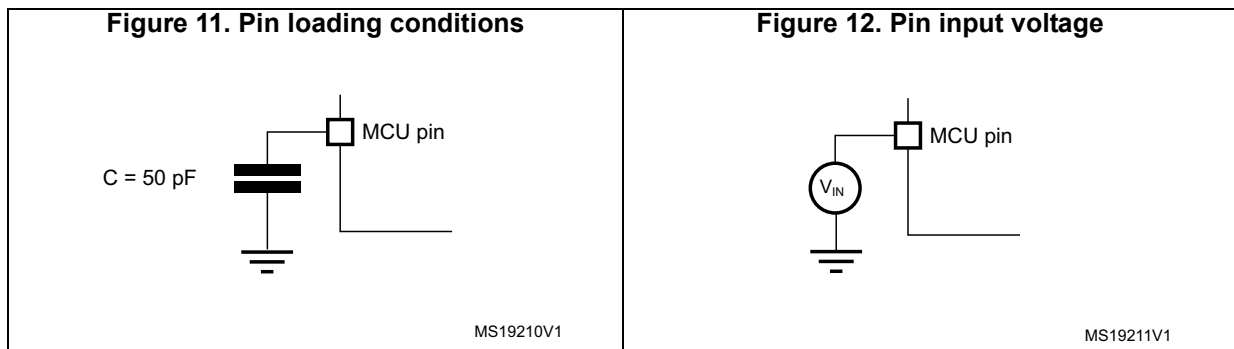 Figure 11. Pin loading conditions
MCU pin
C = 50 pF
MS19210V1
Figure 12. Pin input voltage
MCU pin
VIN
MS19211V1